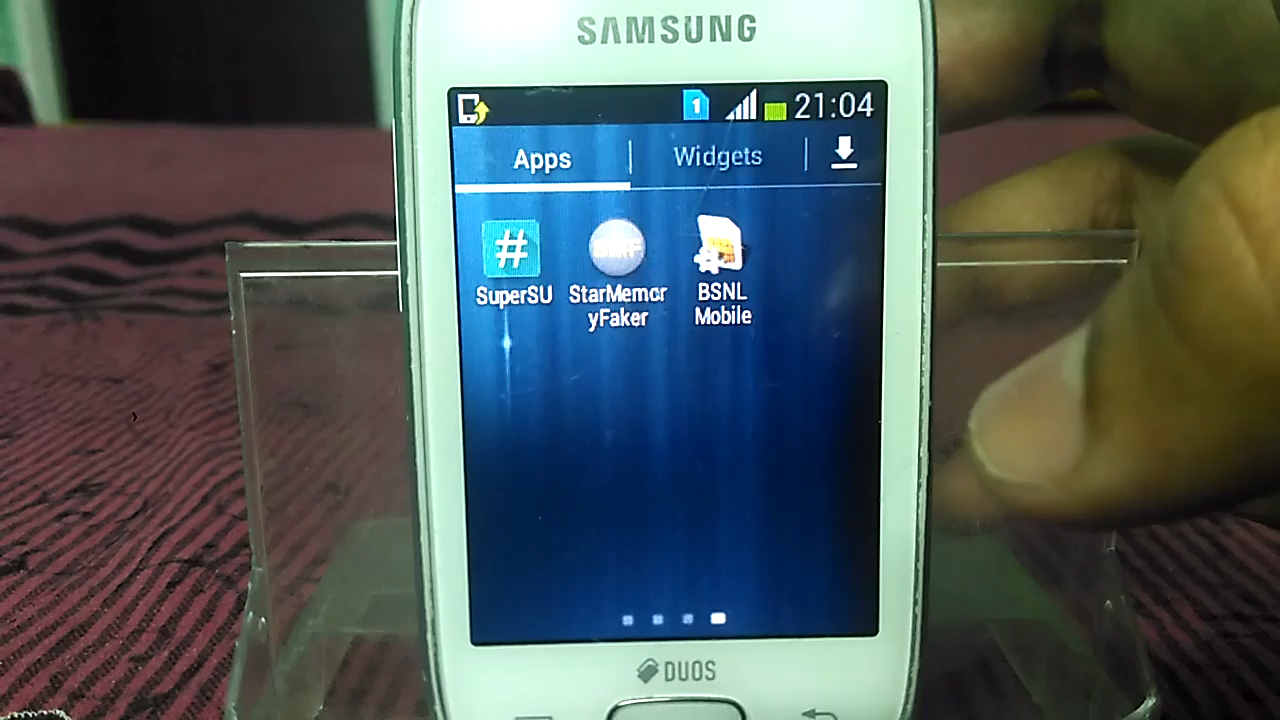 SAMSUNG
1 21:04
Apps Widgets
#
SuperSU StarMemor BSNL
yFaker Mobile
DUOS